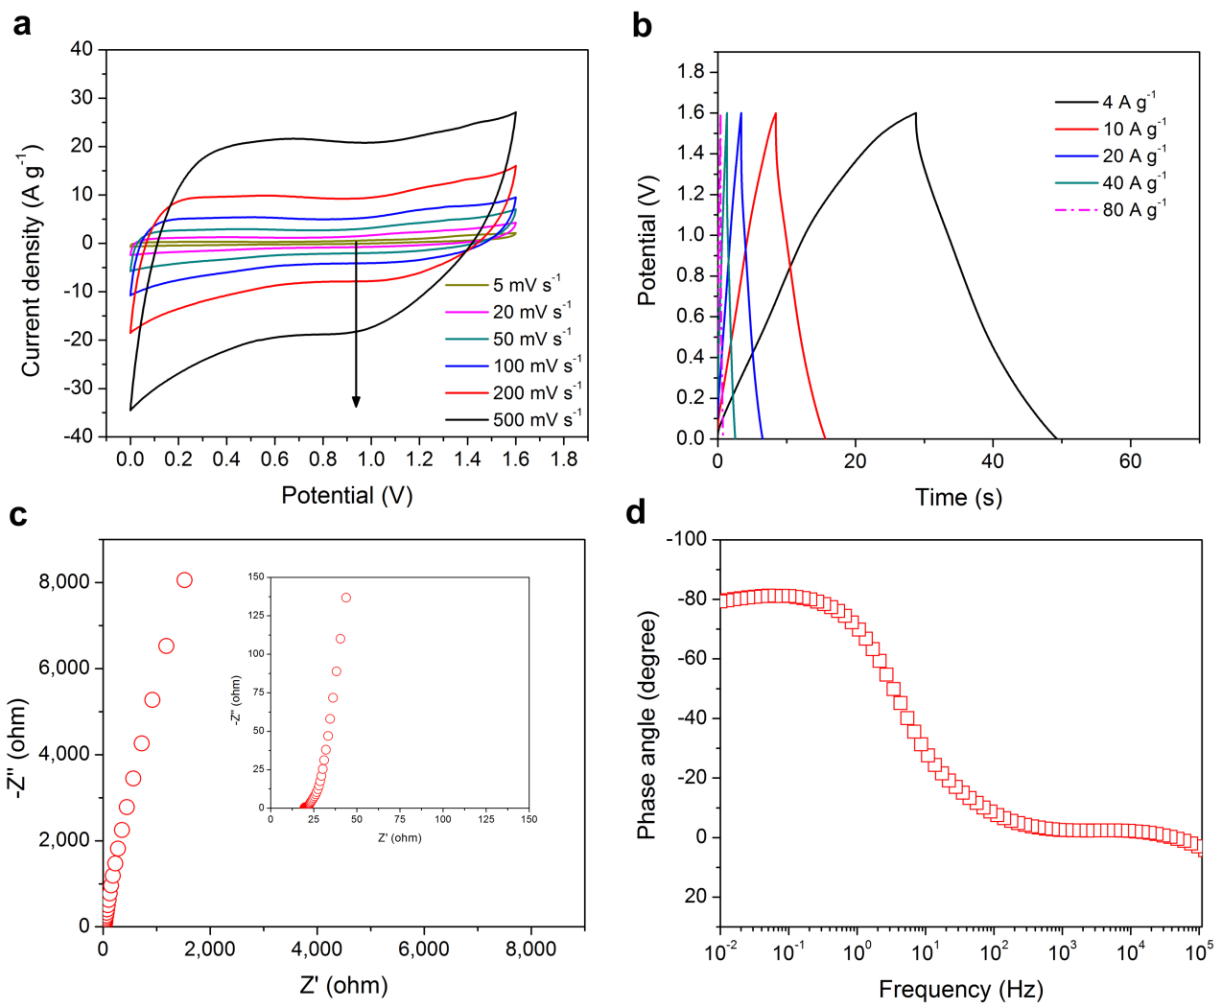 a
40
30
20
10
0
-10
-20
-30
-40
Current density (A g⁻¹)
5 mV s⁻¹
20 mV s⁻¹
50 mV s⁻¹
100 mV s⁻¹
200 mV s⁻¹
500 mV s⁻¹
0.0 0.2 0.4 0.6 0.8 1.0 1.2 1.4 1.6 1.8
Potential (V)
b
1.8
1.6
1.4
1.2
1.0
0.8
0.6
0.4
0.2
0.0
Potential (V)
4 A g⁻¹
10 A g⁻¹
20 A g⁻¹
40 A g⁻¹
80 A g⁻¹
0 20 40 60
Time (s)
c
8,000
6,000
4,000
2,000
0
-Z" (ohm)
150
125
100
75
50
25
0
-Z" (ohm)
0 25 50 75 100 125 150
Z' (ohm)
0 2,000 4,000 6,000 8,000
Z' (ohm)
d
-100
-80
-60
-40
-20
0
20
Phase angle (degree)
10⁻² 10⁻¹ 10⁰ 10¹ 10² 10³ 10⁴ 10⁵
Frequency (Hz)